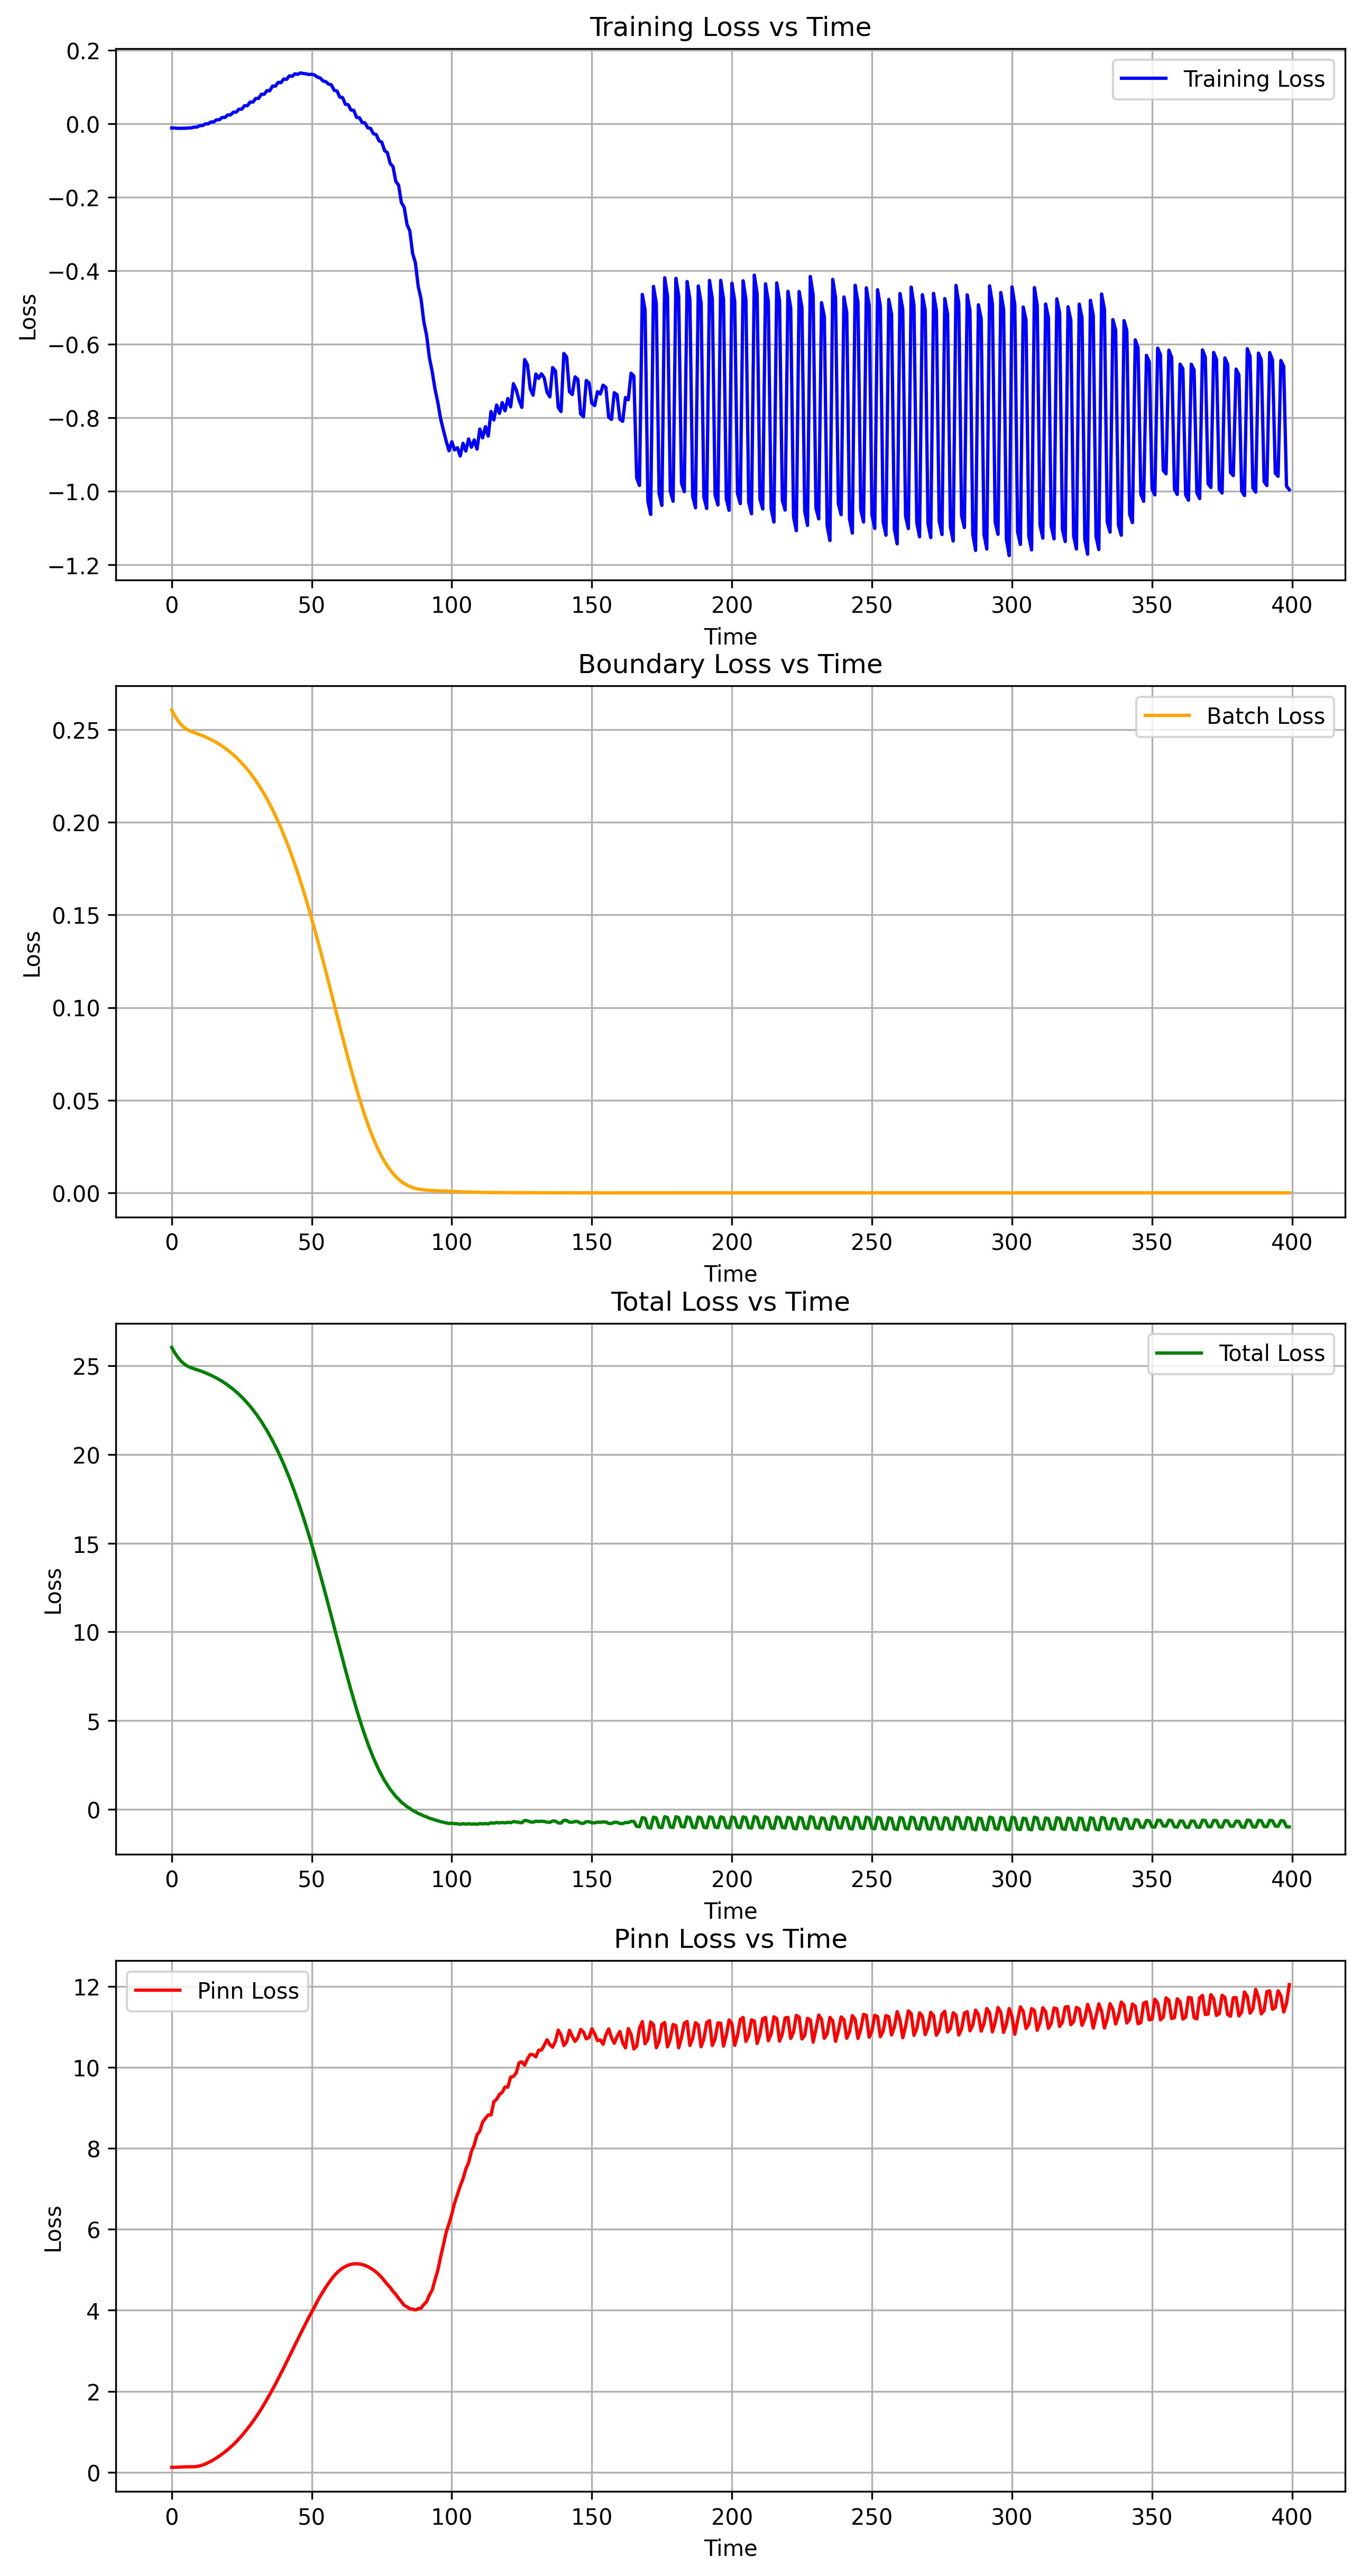 Training Loss vs Time
Training Loss
Loss
0.2
0.0
−0.2
−0.4
−0.6
−0.8
−1.0
−1.2
0 50 100 150 200 250 300 350 400
Time
Boundary Loss vs Time
Batch Loss
Loss
0.25
0.20
0.15
0.10
0.05
0.00
0 50 100 150 200 250 300 350 400
Time
Total Loss vs Time
Total Loss
Loss
25
20
15
10
5
0
0 50 100 150 200 250 300 350 400
Time
Pinn Loss vs Time
Pinn Loss
Loss
12
10
8
6
4
2
0
0 50 100 150 200 250 300 350 400
Time